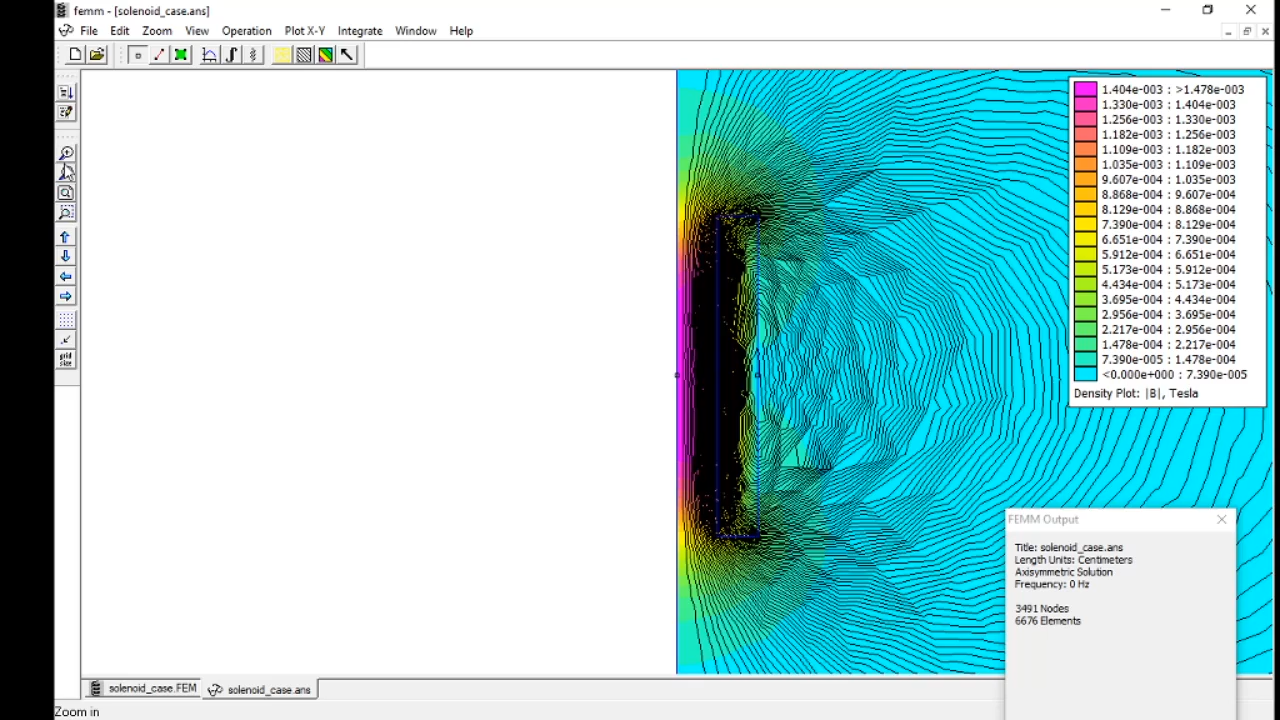 femm - [solenoid_case.ans]
File Edit Zoom View Operation Plot X-Y Integrate Window Help
grid
size
1.404e-003 : >1.478e-003
1.330e-003 : 1.404e-003
1.256e-003 : 1.330e-003
1.182e-003 : 1.256e-003
1.109e-003 : 1.182e-003
1.035e-003 : 1.109e-003
9.607e-004 : 1.035e-003
8.868e-004 : 9.607e-004
8.129e-004 : 8.868e-004
7.390e-004 : 8.129e-004
6.651e-004 : 7.390e-004
5.912e-004 : 6.651e-004
5.173e-004 : 5.912e-004
4.434e-004 : 5.173e-004
3.695e-004 : 4.434e-004
2.956e-004 : 3.695e-004
2.217e-004 : 2.956e-004
1.478e-004 : 2.217e-004
7.390e-005 : 1.478e-004
<0.000e+000 : 7.390e-005
Density Plot: |B|, Tesla
FEMM Output
Title: solenoid_case.ans
Length Units: Centimeters
Axisymmetric Solution
Frequency: 0 Hz
3491 Nodes
6676 Elements
solenoid_case.FEM solenoid_case.ans
Zoom in